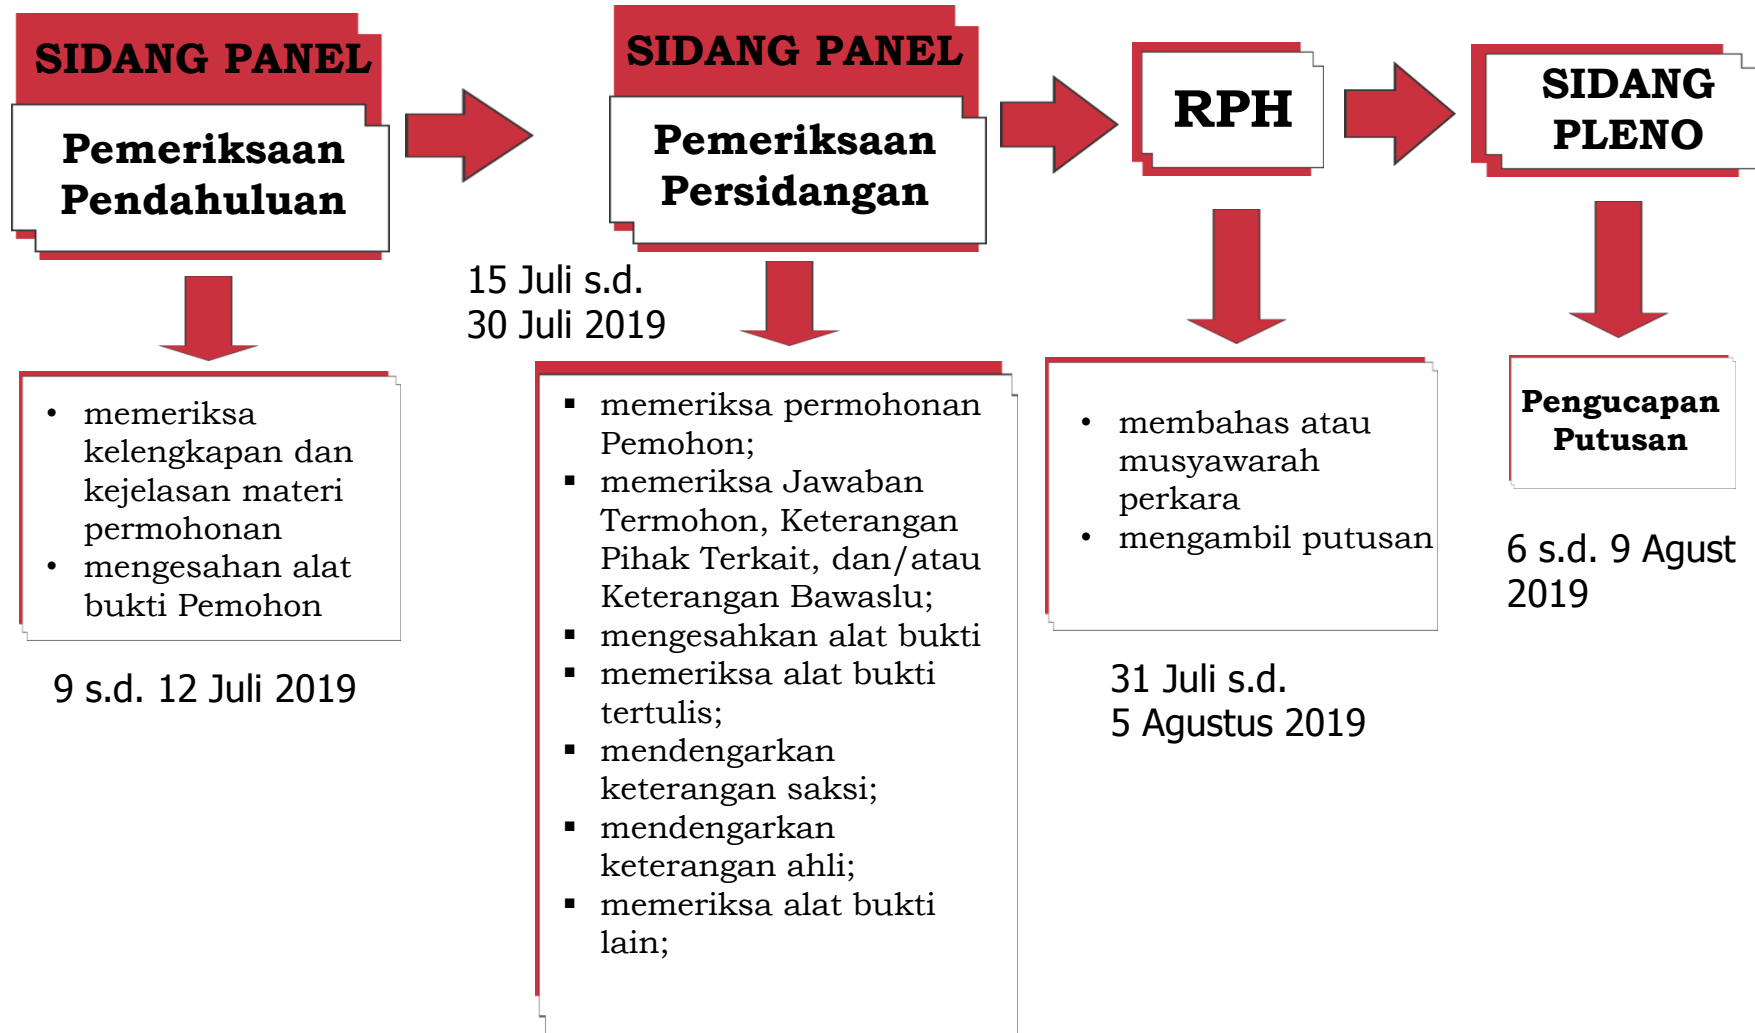 SIDANG PANEL
Pemeriksaan
Pendahuluan
• memeriksa
kelengkapan dan
kejelasan materi
permohonan
• mengesahan alat
bukti Pemohon
9 s.d. 12 Juli 2019
SIDANG PANEL
Pemeriksaan
Persidangan
15 Juli s.d.
30 Juli 2019
▪ memeriksa permohonan
Pemohon;
▪ memeriksa Jawaban
Termohon, Keterangan
Pihak Terkait, dan/atau
Keterangan Bawaslu;
▪ mengesahkan alat bukti
▪ memeriksa alat bukti
tertulis;
▪ mendengarkan
keterangan saksi;
▪ mendengarkan
keterangan ahli;
▪ memeriksa alat bukti
lain;
RPH
• membahas atau
musyawarah
perkara
• mengambil putusan
31 Juli s.d.
5 Agustus 2019
SIDANG
PLENO
Pengucapan
Putusan
6 s.d. 9 Agust
2019